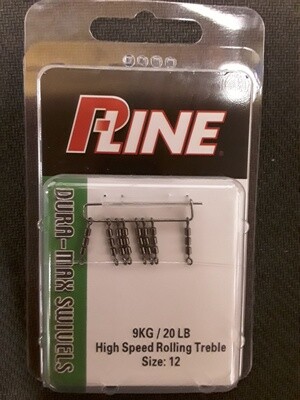 P-LINE
DURA-MAX SWIVELS
9KG / 20 LB
High Speed Rolling Treble
Size: 12